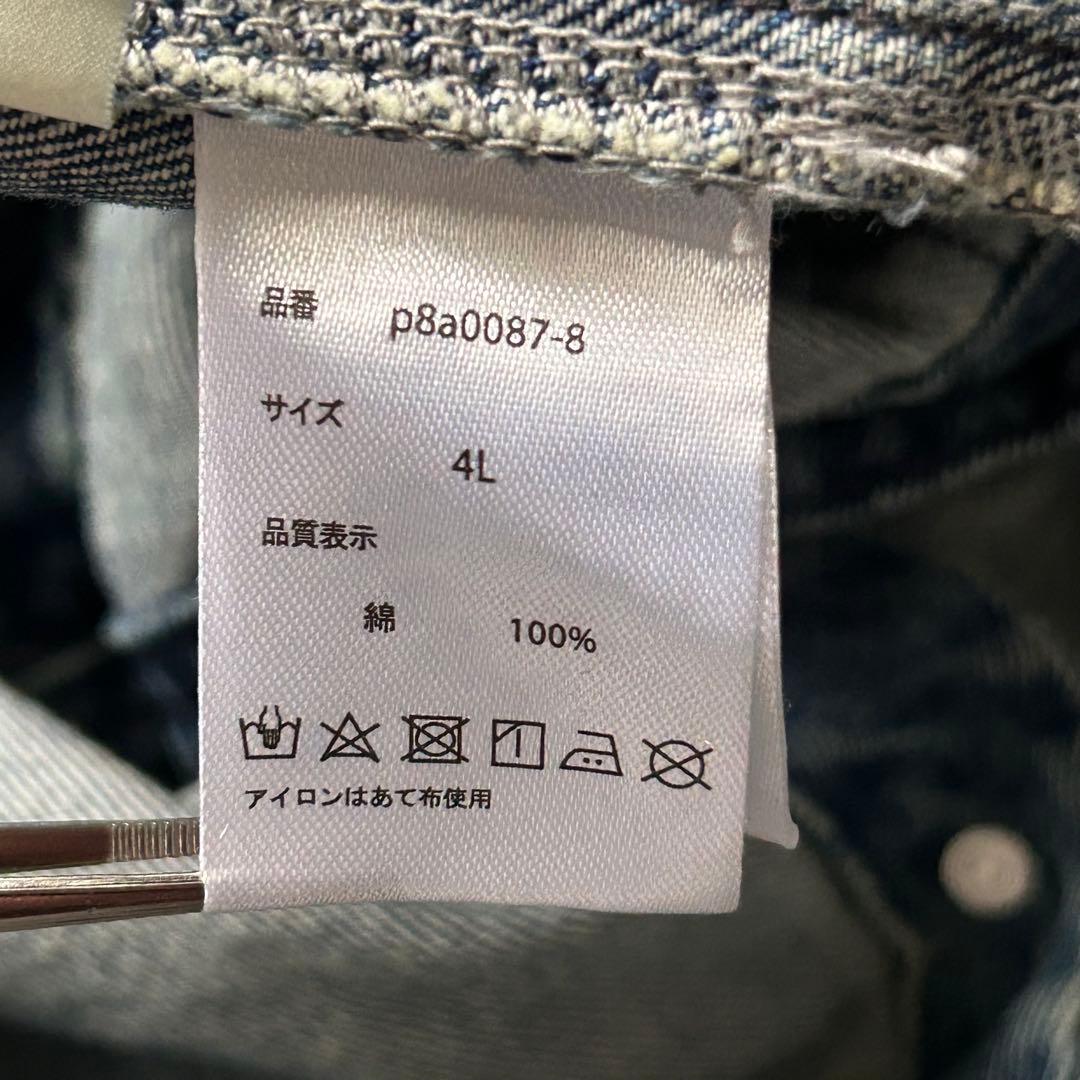 品番 p8a0087-8
サイズ
4L
品質表示
綿 100%
アイロンはあて布使用